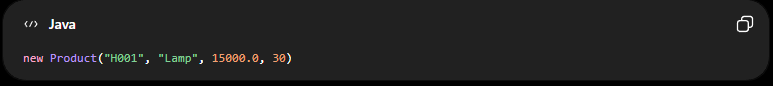 Java
new Product("H001", "Lamp", 15000.0, 30)